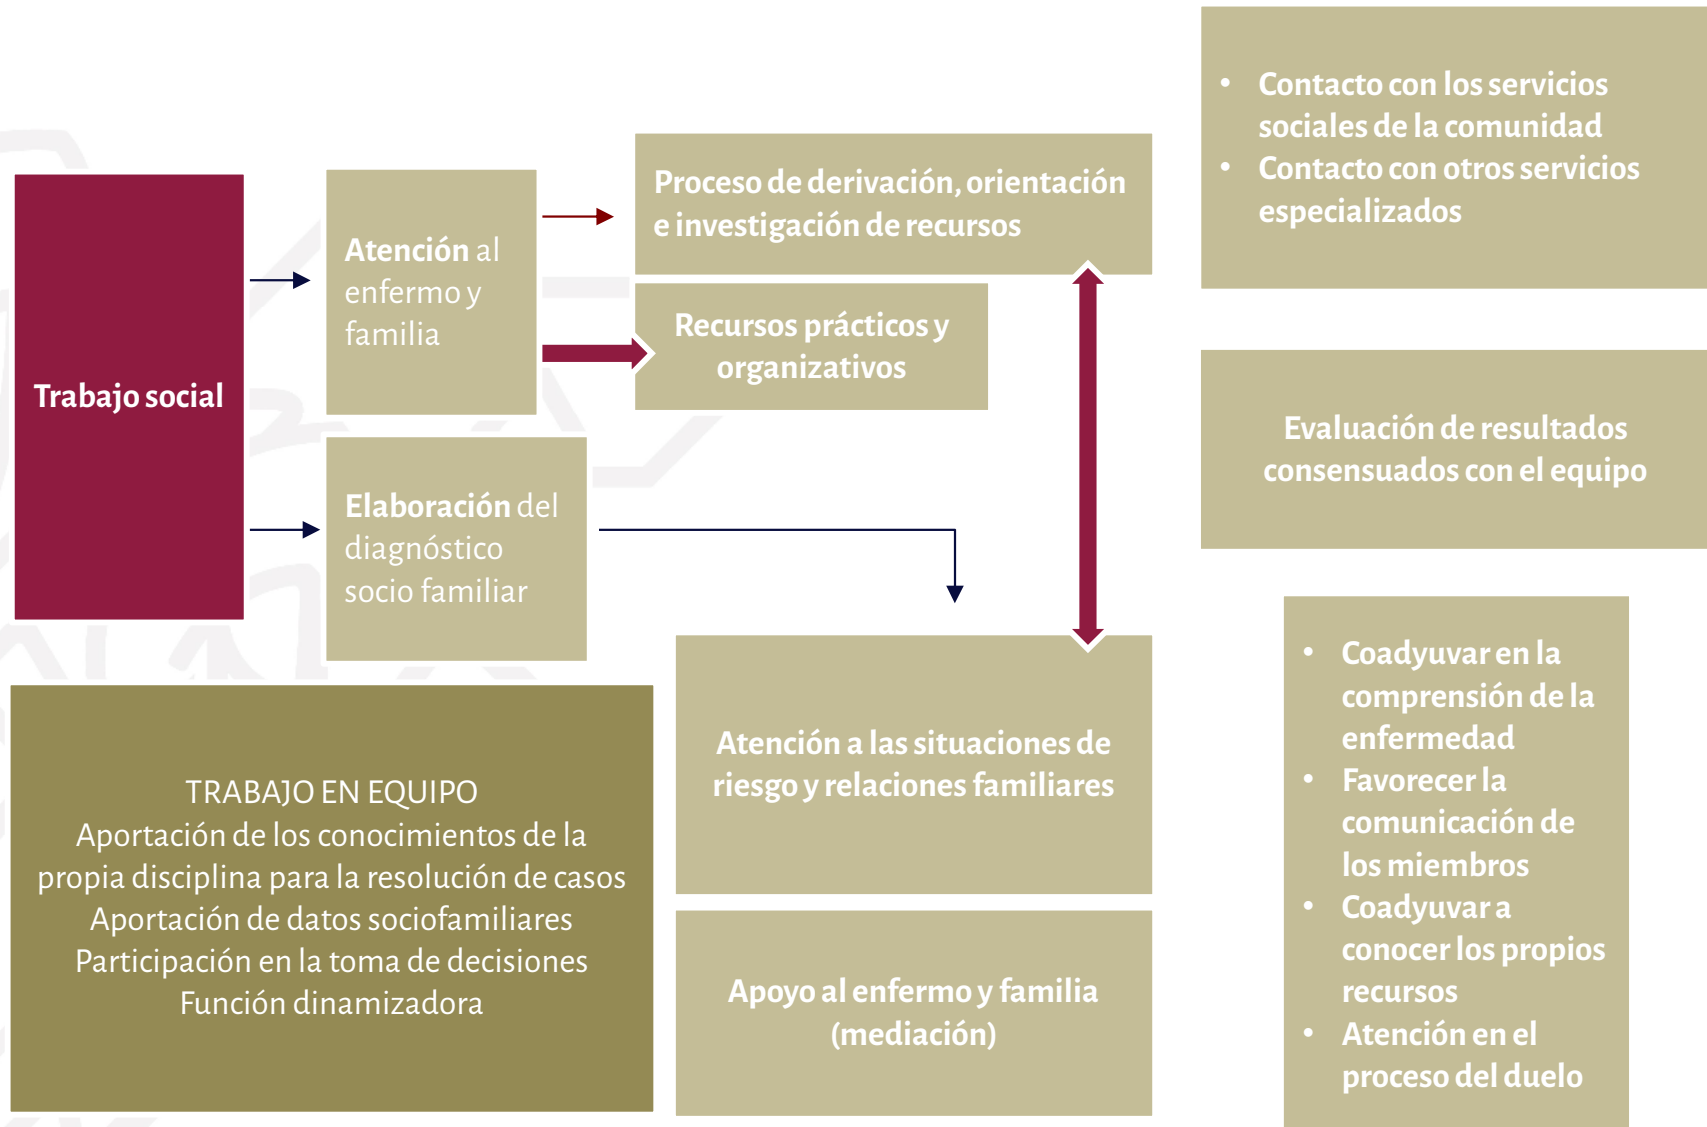 Trabajo social
Atención al
enfermo y
familia
Elaboración del
diagnóstico
socio familiar
Proceso de derivación, orientación
e investigación de recursos
Recursos prácticos y
organizativos
TRABAJO EN EQUIPO
Aportación de los conocimientos de la
propia disciplina para la resolución de casos
Aportación de datos sociofamiliares
Participación en la toma de decisiones
Función dinamizadora
Atención a las situaciones de
riesgo y relaciones familiares
Apoyo al enfermo y familia
(mediación)
• Contacto con los servicios
sociales de la comunidad
• Contacto con otros servicios
especializados
Evaluación de resultados
consensuados con el equipo
• Coadyuvar en la
comprensión de la
enfermedad
• Favorecer la
comunicación de
los miembros
• Coadyuvar a
conocer los propios
recursos
• Atención en el
proceso del duelo